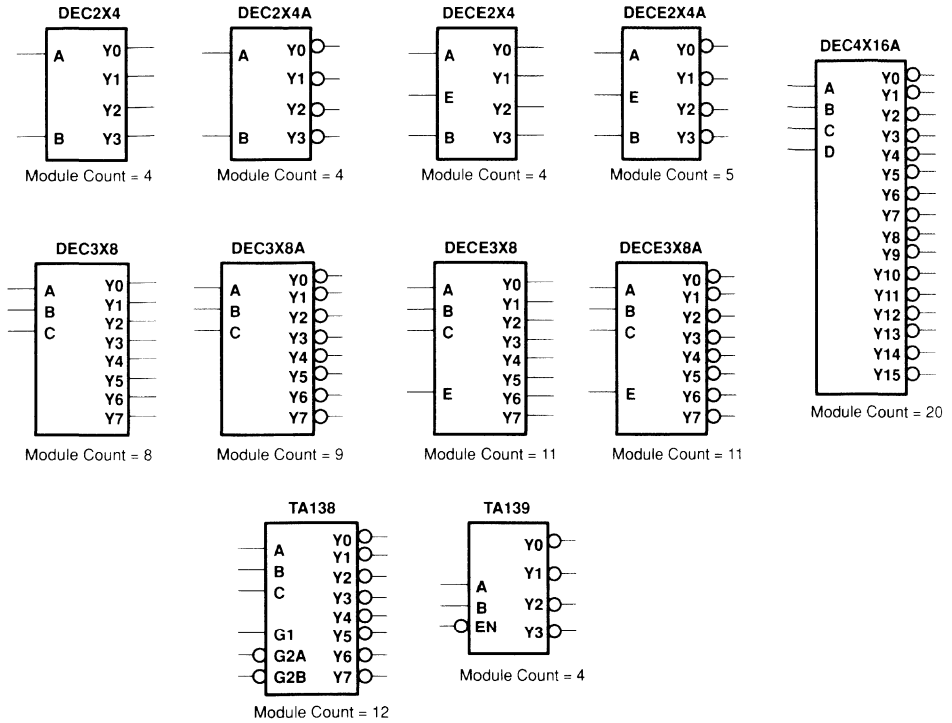 DEC2X4
A
B
Y0
Y1
Y2
Y3
Module Count = 4
DEC2X4A
A
B
Y0
Y1
Y2
Y3
Module Count = 4
DECE2X4
A
E
B
Y0
Y1
Y2
Y3
Module Count = 4
DECE2X4A
A
E
B
Y0
Y1
Y2
Y3
Module Count = 5
DEC4X16A
A
B
C
D
Y0
Y1
Y2
Y3
Y4
Y5
Y6
Y7
Y8
Y9
Y10
Y11
Y12
Y13
Y14
Y15
Module Count = 20
DEC3X8
A
B
C
Y0
Y1
Y2
Y3
Y4
Y5
Y6
Y7
Module Count = 8
DEC3X8A
A
B
C
Y0
Y1
Y2
Y3
Y4
Y5
Y6
Y7
Module Count = 9
DECE3X8
A
B
C
E
Y0
Y1
Y2
Y3
Y4
Y5
Y6
Y7
Module Count = 11
DECE3X8A
A
B
C
E
Y0
Y1
Y2
Y3
Y4
Y5
Y6
Y7
Module Count = 11
TA138
A
B
C
G1
G2A
G2B
Y0
Y1
Y2
Y3
Y4
Y5
Y6
Y7
Module Count = 12
TA139
A
B
EN
Y0
Y1
Y2
Y3
Module Count = 4